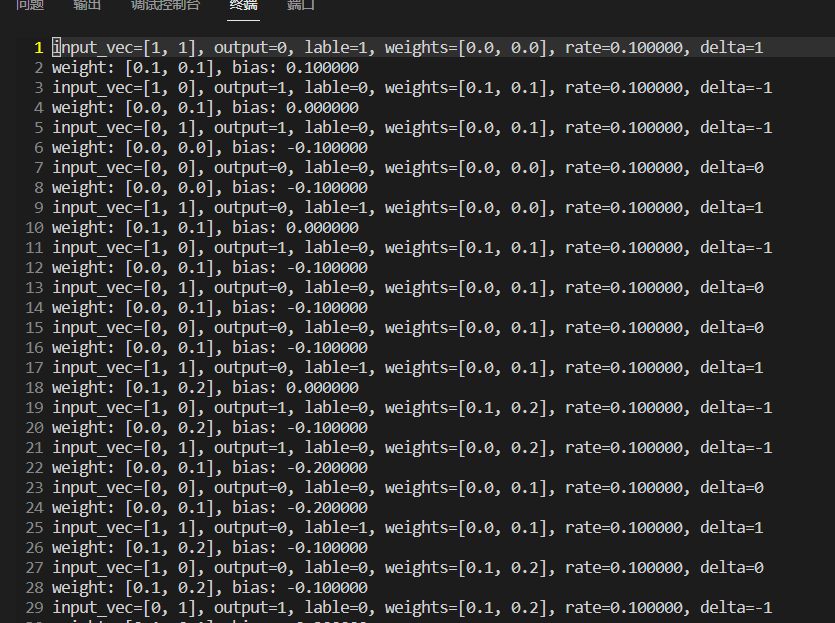 问题 输出 调试控制台 终端 端口
1 input_vec=[1, 1], output=0, lable=1, weights=[0.0, 0.0], rate=0.100000, delta=1
2 weight: [0.1, 0.1], bias: 0.100000
3 input_vec=[1, 0], output=1, lable=0, weights=[0.1, 0.1], rate=0.100000, delta=-1
4 weight: [0.0, 0.1], bias: 0.000000
5 input_vec=[0, 1], output=1, lable=0, weights=[0.0, 0.1], rate=0.100000, delta=-1
6 weight: [0.0, 0.0], bias: -0.100000
7 input_vec=[0, 0], output=0, lable=0, weights=[0.0, 0.0], rate=0.100000, delta=0
8 weight: [0.0, 0.0], bias: -0.100000
9 input_vec=[1, 1], output=0, lable=1, weights=[0.0, 0.0], rate=0.100000, delta=1
10 weight: [0.1, 0.1], bias: 0.000000
11 input_vec=[1, 0], output=1, lable=0, weights=[0.1, 0.1], rate=0.100000, delta=-1
12 weight: [0.0, 0.1], bias: -0.100000
13 input_vec=[0, 1], output=0, lable=0, weights=[0.0, 0.1], rate=0.100000, delta=0
14 weight: [0.0, 0.1], bias: -0.100000
15 input_vec=[0, 0], output=0, lable=0, weights=[0.0, 0.1], rate=0.100000, delta=0
16 weight: [0.0, 0.1], bias: -0.100000
17 input_vec=[1, 1], output=0, lable=1, weights=[0.0, 0.1], rate=0.100000, delta=1
18 weight: [0.1, 0.2], bias: 0.000000
19 input_vec=[1, 0], output=1, lable=0, weights=[0.1, 0.2], rate=0.100000, delta=-1
20 weight: [0.0, 0.2], bias: -0.100000
21 input_vec=[0, 1], output=1, lable=0, weights=[0.0, 0.2], rate=0.100000, delta=-1
22 weight: [0.0, 0.1], bias: -0.200000
23 input_vec=[0, 0], output=0, lable=0, weights=[0.0, 0.1], rate=0.100000, delta=0
24 weight: [0.0, 0.1], bias: -0.200000
25 input_vec=[1, 1], output=0, lable=1, weights=[0.0, 0.1], rate=0.100000, delta=1
26 weight: [0.1, 0.2], bias: -0.100000
27 input_vec=[1, 0], output=0, lable=0, weights=[0.1, 0.2], rate=0.100000, delta=0
28 weight: [0.1, 0.2], bias: -0.100000
29 input_vec=[0, 1], output=1, lable=0, weights=[0.1, 0.2], rate=0.100000, delta=-1